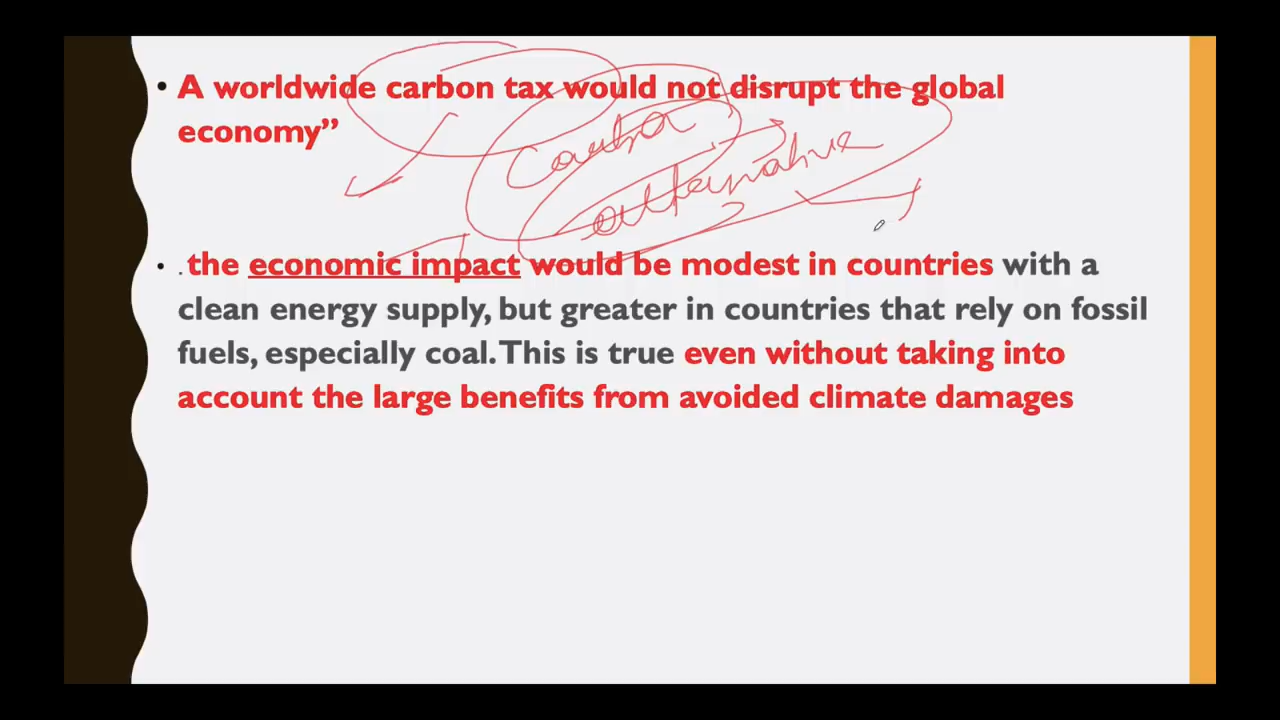 • A worldwide carbon tax would not disrupt the global
economy”
carbon
alternative
• . the economic impact would be modest in countries with a
clean energy supply, but greater in countries that rely on fossil
fuels, especially coal. This is true even without taking into
account the large benefits from avoided climate damages